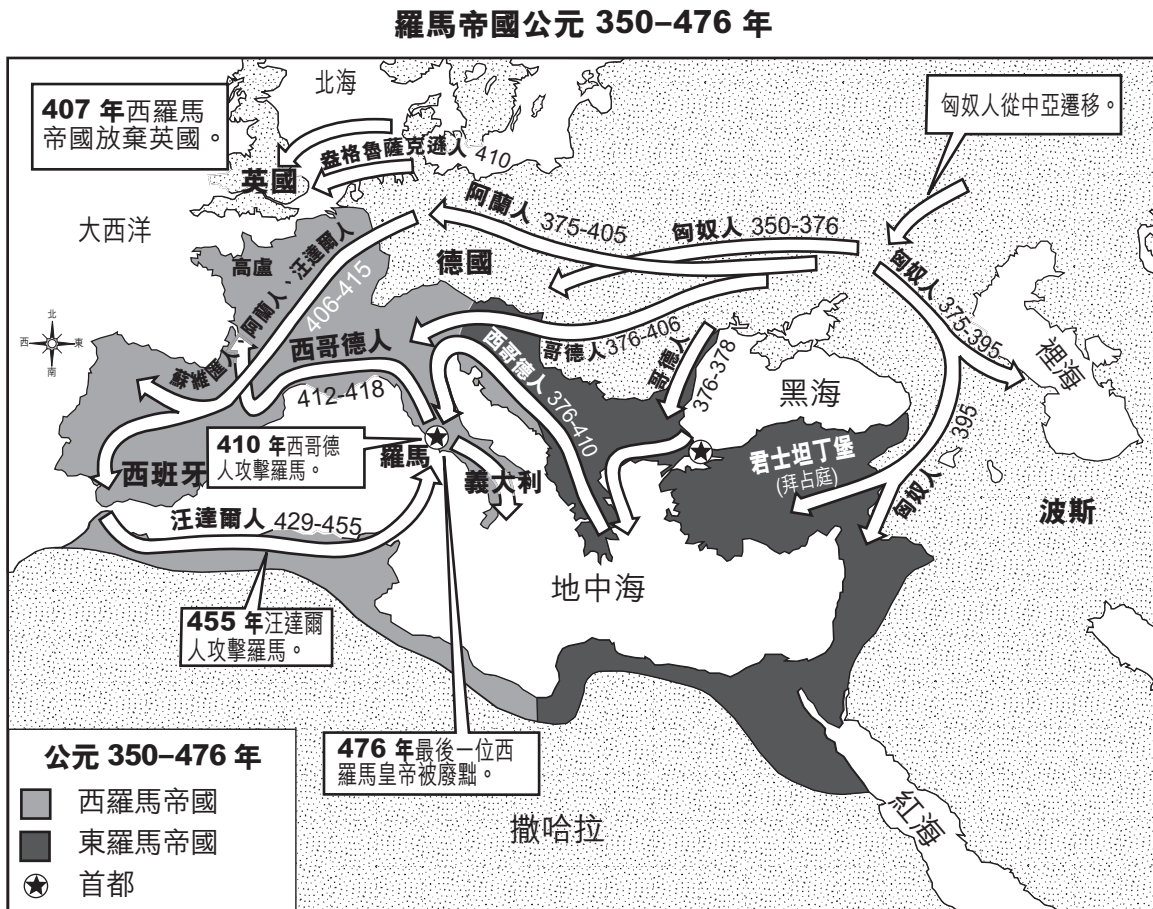 羅馬帝國公元 350–476 年
407 年西羅馬
帝國放棄英國。
北海
匈奴人從中亞遷移。
盎格魯薩克遜人 410
英國
大西洋
阿蘭人 375-405
匈奴人 350-376
高盧
德國
蘇維匯人、阿蘭人、汪達爾人
406-415
匈奴人 375-395
北
西
東
南
西哥德人
412-418
西哥德人 376-410
哥德人376-406
哥德人
376-378
裡海
黑海
匈奴人 395
410 年西哥德
人攻擊羅馬。
羅馬
義大利
君士坦丁堡
(拜占庭)
西班牙
汪達爾人 429-455
波斯
地中海
455 年汪達爾
人攻擊羅馬。
476 年最後一位西
羅馬皇帝被廢黜。
撒哈拉
紅海
公元 350–476 年
西羅馬帝國
東羅馬帝國
首都